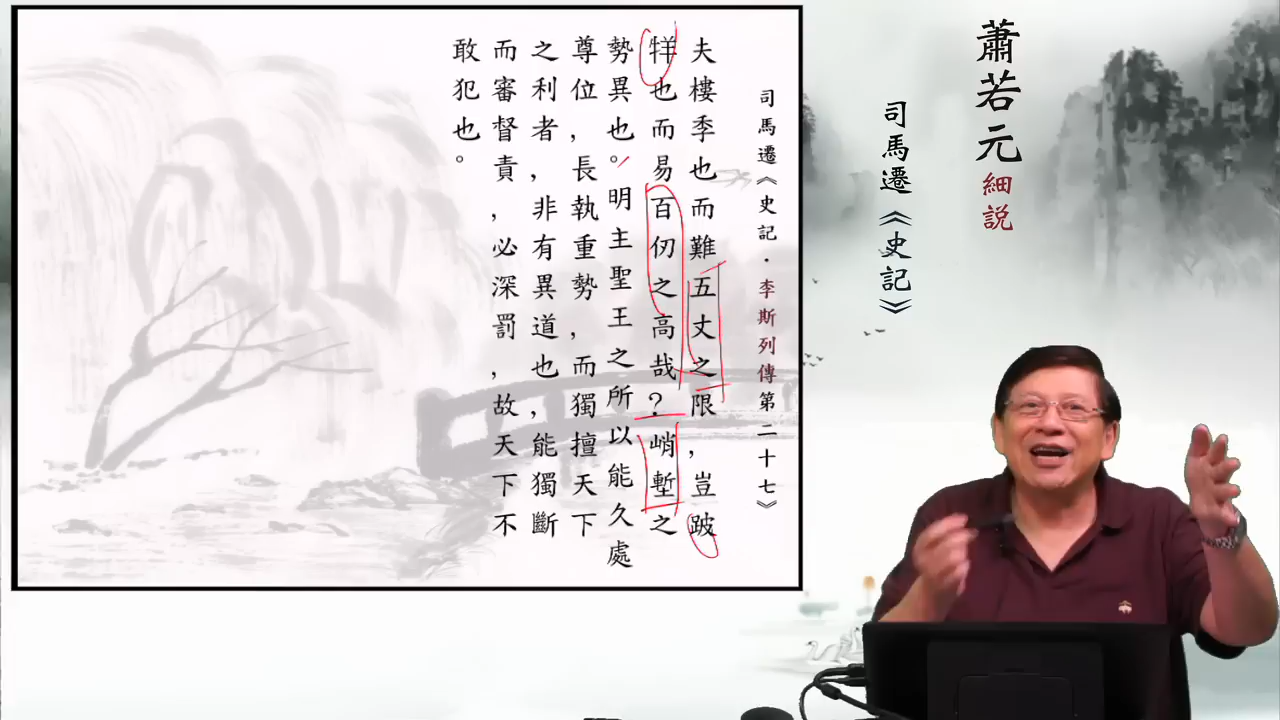 蕭若元
細說
司馬遷《史記》
司馬遷《史記·李斯列傳第二十七》
夫樓季也而難五丈之限，豈跛
牂也而易百仞之高哉？峭塹之
勢異也。明主聖王之所以能久處
尊位，長執重勢，而獨擅天下
之利者，非有異道也，能獨斷
而審督責，必深罰，故天下不
敢犯也。